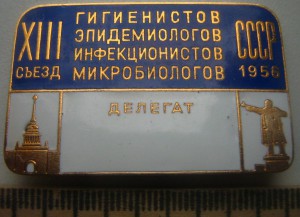 XIII СЪЕЗД
ГИГИЕНИСТОВ
ЭПИДЕМИОЛОГОВ
ИНФЕКЦИОНИСТОВ
МИКРОБИОЛОГОВ
СССР
1956
ДЕЛЕГАТ